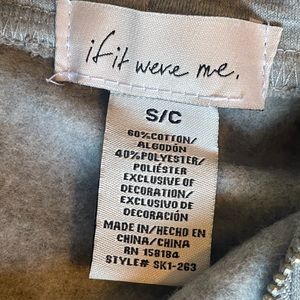 if it were me.
S/C
60%COTTON/
ALGODÓN
40%POLYESTER/
POLIÉSTER
EXCLUSIVE OF
DECORATION/
EXCLUSIVO DE
DECORACIÓN
MADE IN/HECHO EN
CHINA/CHINA
RN 158184
STYLE# SK1-263